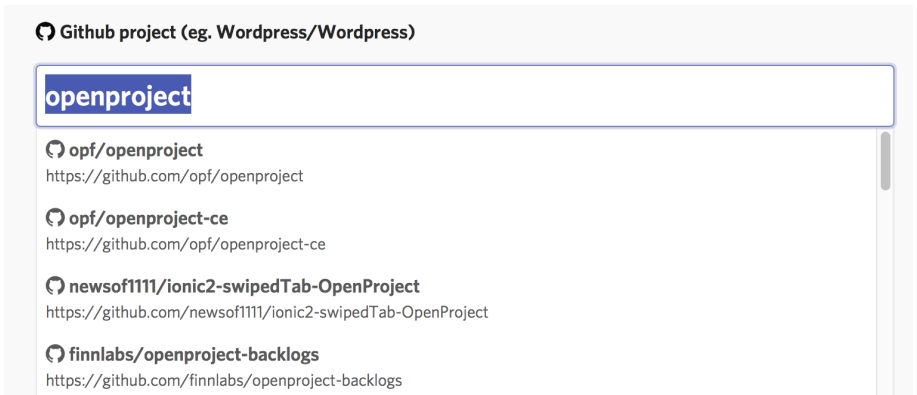 Github project (eg. Wordpress/Wordpress)
openproject
opf/openproject
https://github.com/opf/openproject
opf/openproject-ce
https://github.com/opf/openproject-ce
newsof1111/ionic2-swipedTab-OpenProject
https://github.com/newsof1111/ionic2-swipedTab-OpenProject
finnlabs/openproject-backlogs
https://github.com/finnlabs/openproject-backlogs